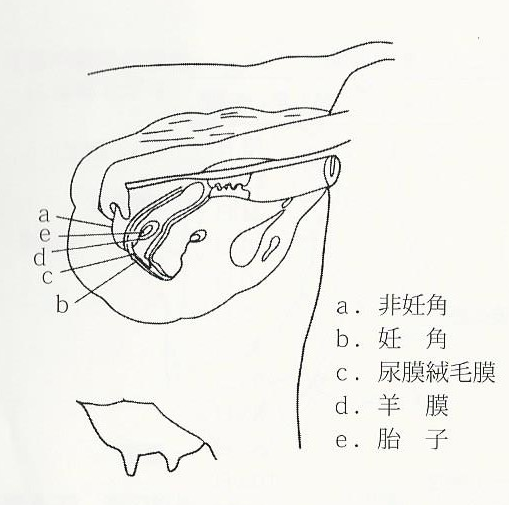 a
e
d
c
b
a. 非妊角
b. 妊 角
c. 尿膜絨毛膜
d. 羊 膜
e. 胎 子